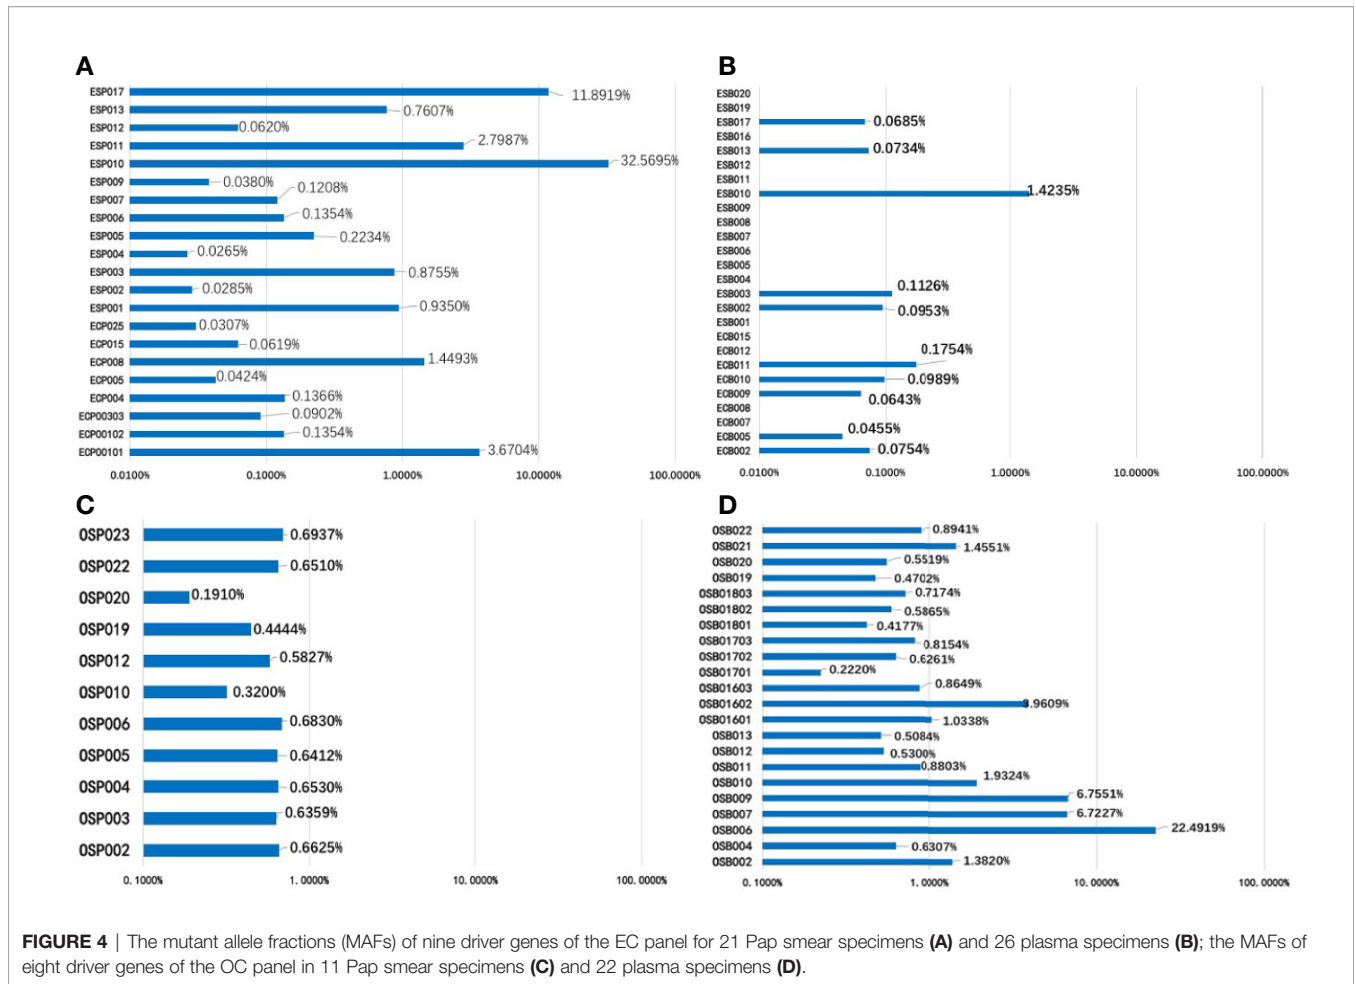 A
ESP017 11.8919%
ESP013 0.7607%
ESP012 0.0620%
ESP011 2.7987%
ESP010 32.5695%
ESP009 0.0380%
ESP007 0.1208%
ESP006 0.1354%
ESP005 0.2234%
ESP004 0.0265%
ESP003 0.8755%
ESP002 0.0285%
ESP001 0.9350%
ECP025 0.0307%
ECP015 0.0619%
ECP008 1.4493%
ECP005 0.0424%
ECP004 0.1366%
ECP00303 0.0902%
ECP00102 0.1354%
ECP00101 3.6704%
0.0100% 0.1000% 1.0000% 10.0000% 100.0000%
B
ESB020
ESB019
ESB017 0.0685%
ESB016
ESB013 0.0734%
ESB012
ESB011
ESB010 1.4235%
ESB009
ESB008
ESB007
ESB006
ESB005
ESB004
ESB003 0.1126%
ESB002 0.0953%
ESB001
ECB015
ECB012
ECB011 0.1754%
ECB010 0.0989%
ECB009 0.0643%
ECB008
ECB007
ECB005 0.0455%
ECB002 0.0754%
0.0100% 0.1000% 1.0000% 10.0000% 100.0000%
C
OSP023 0.6937%
OSP022 0.6510%
OSP020 0.1910%
OSP019 0.4444%
OSP012 0.5827%
OSP010 0.3200%
OSP006 0.6830%
OSP005 0.6412%
OSP004 0.6530%
OSP003 0.6359%
OSP002 0.6625%
0.1000% 1.0000% 10.0000% 100.0000%
D
OSB022 0.8941%
OSB021 1.4551%
OSB020 0.5519%
OSB019 0.4702%
OSB01803 0.7174%
OSB01802 0.5865%
OSB01801 0.4177%
OSB01703 0.8154%
OSB01702 0.6261%
OSB01701 0.2220%
OSB01603 0.8649%
OSB01602 3.9609%
OSB01601 1.0338%
OSB013 0.5084%
OSB012 0.5300%
OSB011 0.8803%
OSB010 1.9324%
OSB009 6.7551%
OSB007 6.7227%
OSB006 22.4919%
OSB004 0.6307%
OSB002 1.3820%
0.1000% 1.0000% 10.0000% 100.0000%
FIGURE 4 | The mutant allele fractions (MAFs) of nine driver genes of the EC panel for 21 Pap smear specimens (A) and 26 plasma specimens (B); the MAFs of
eight driver genes of the OC panel in 11 Pap smear specimens (C) and 22 plasma specimens (D).